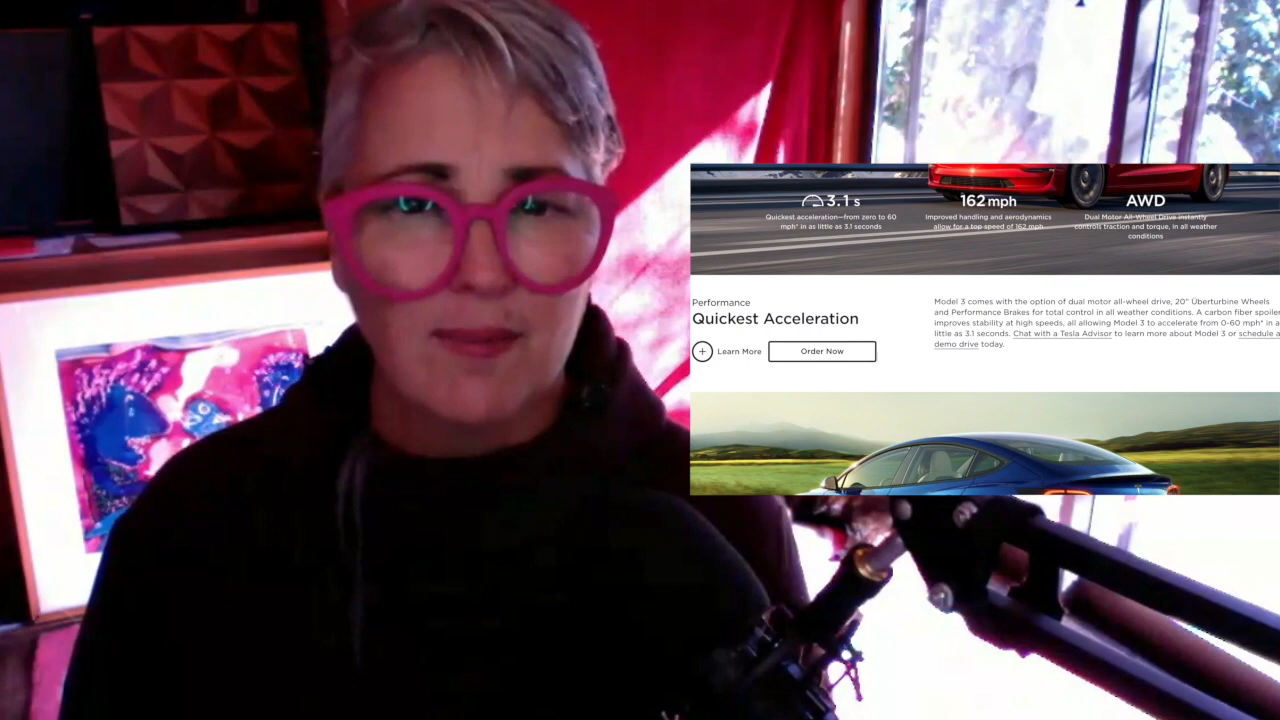 3.1 s
Quickest acceleration—from zero to 60
mph* in as little as 3.1 seconds
162 mph
Improved handling and aerodynamics
allow for a top speed of 162 mph
AWD
Dual Motor All-Wheel Drive instantly
controls traction and torque, in all weather
conditions
Performance
Quickest Acceleration
Learn More
Order Now
Model 3 comes with the option of dual motor all-wheel drive, 20" Überturbine Wheels
and Performance Brakes for total control in all weather conditions. A carbon fiber spoiler
improves stability at high speeds, all allowing Model 3 to accelerate from 0-60 mph* in a
little as 3.1 seconds. Chat with a Tesla Advisor to learn more about Model 3 or schedule a
demo drive today.